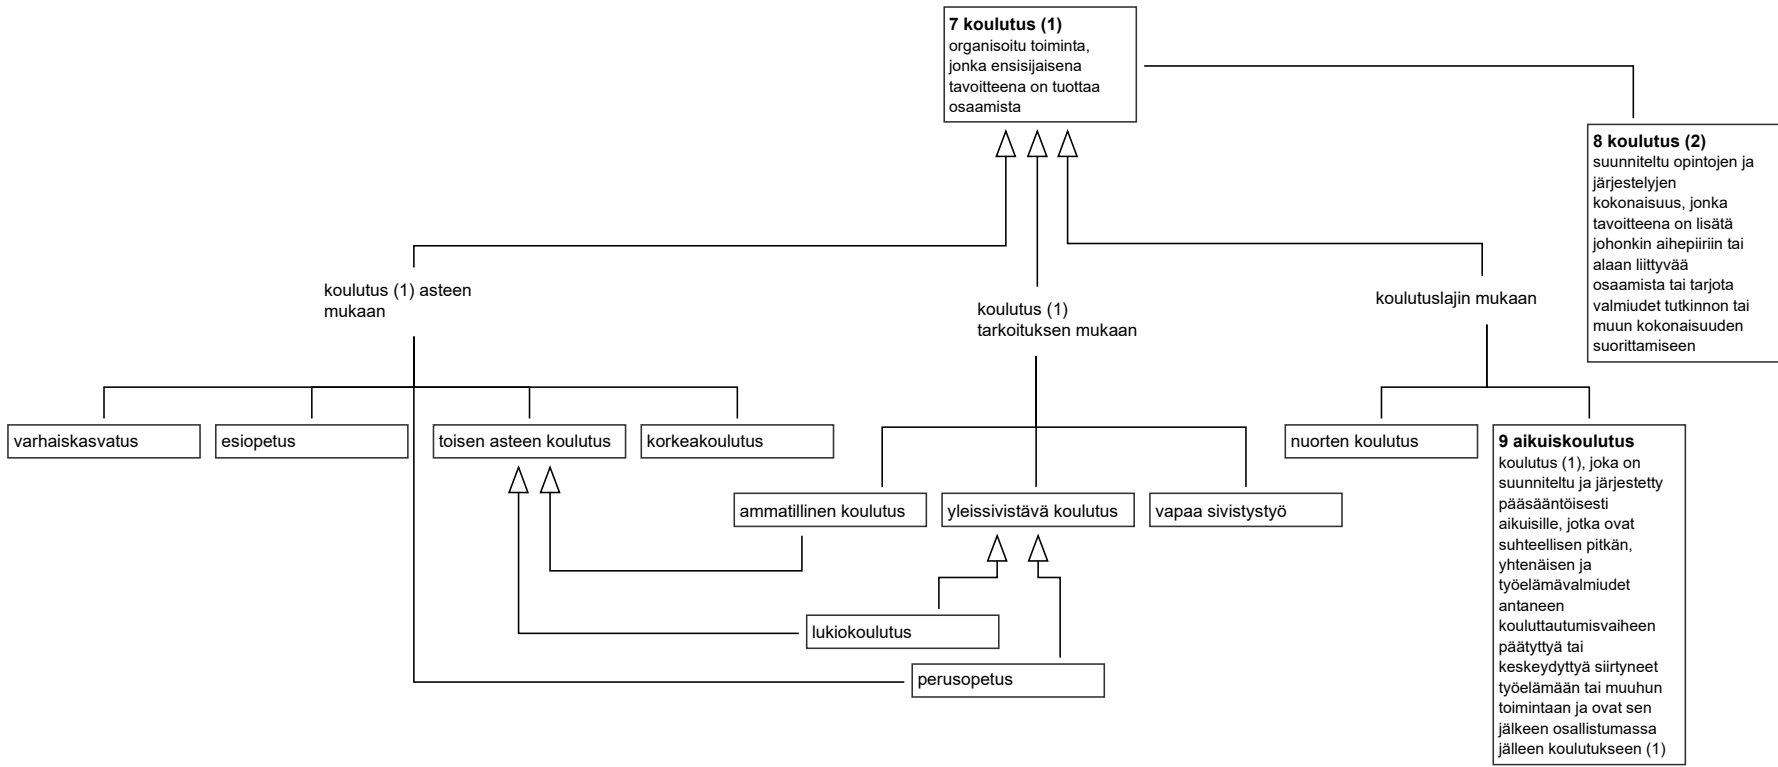 7 koulutus (1)
organisoitu toiminta,
jonka ensisijaisena
tavoitteena on tuottaa
osaamista
8 koulutus (2)
suunniteltu opintojen ja
järjestelyjen
kokonaisuus, jonka
tavoitteena on lisätä
johonkin aihepiiriin tai
alaan liittyvää
osaamista tai tarjota
valmiudet tutkinnon tai
muun kokonaisuuden
suorittamiseen
koulutus (1) asteen
mukaan
koulutus (1)
tarkoituksen mukaan
koulutuslajin mukaan
varhaiskasvatus
esiopetus
toisen asteen koulutus
korkeakoulutus
nuorten koulutus
9 aikuiskoulutus
koulutus (1), joka on
suunniteltu ja järjestetty
pääsääntöisesti
aikuisille, jotka ovat
suhteellisen pitkän,
yhtenäisen ja
työelämävalmiudet
antaneen
kouluttautumisvaiheen
päätyttyä tai
keskeydyttyä siirtyneet
työelämään tai muuhun
toimintaan ja ovat sen
jälkeen osallistumassa
jälleen koulutukseen (1)
ammatillinen koulutus
yleissivistävä koulutus
vapaa sivistystyö
lukiokoulutus
perusopetus